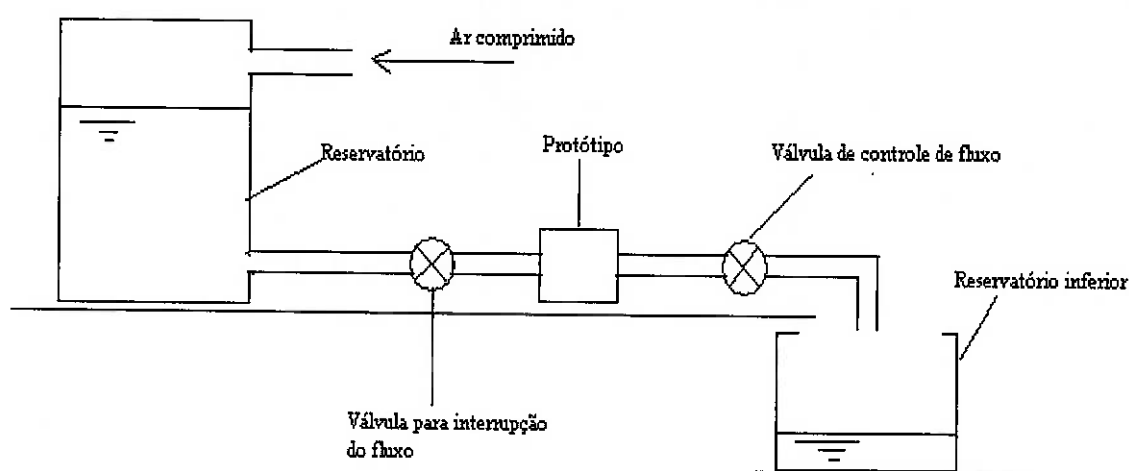 Ar comprimido
Reservatório
Protótipo
Válvula de controle de fluxo
Reservatório inferior
Válvula para interrupção
do fluxo